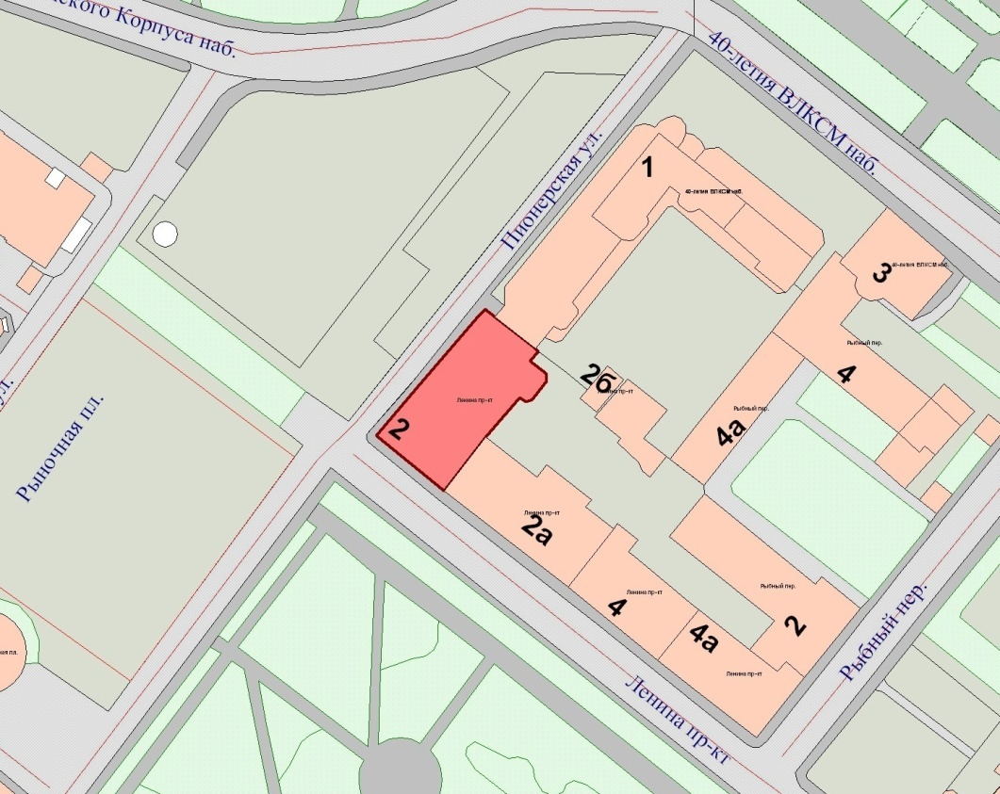 ского Корпуса наб.
40-летия ВЛКСМ наб.
Пионерская ул.
1
40-летия ВЛКСМ наб.
3
40-летия ВЛКСМ наб.
Рыбный пер.
4
2б
Ленина пр-кт
Рыбный пер.
4а
Ленина пр-кт
2
ул.
Рыночная пл.
Ленина пр-кт
2а
Рыбный пер.
2
Ленина пр-кт
4
4а
Ленина пр-кт
Рыбный пер.
Ленина пр-кт